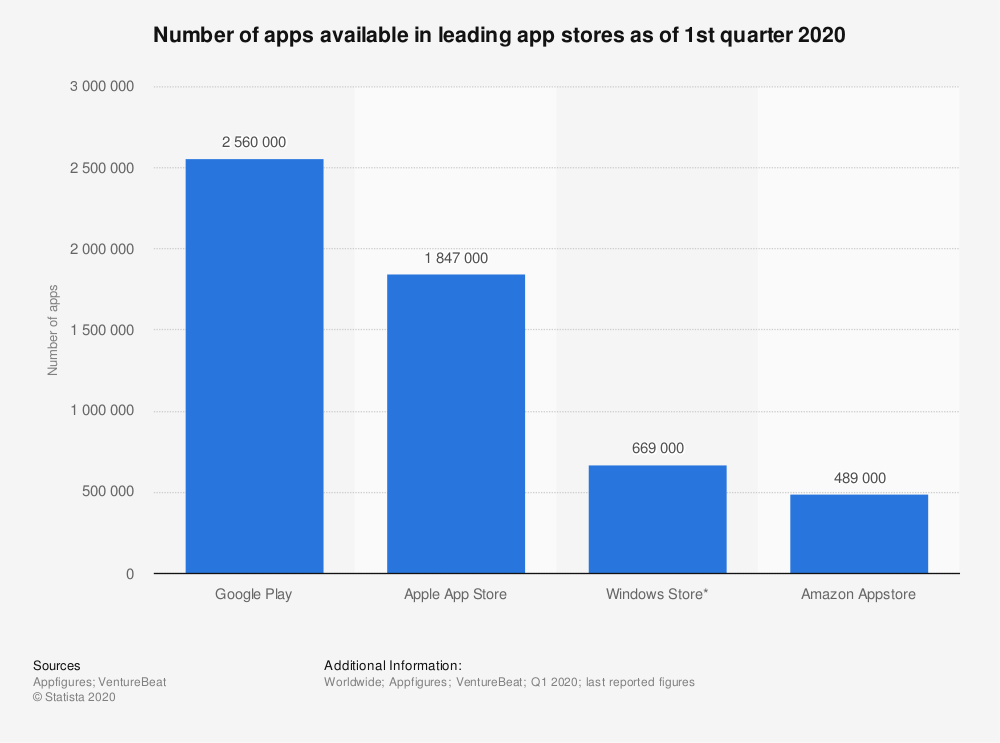 Number of apps available in leading app stores as of 1st quarter 2020
3 000 000
2 500 000
2 000 000
1 500 000
1 000 000
500 000
0
Number of apps
2 560 000
1 847 000
669 000
489 000
Google Play
Apple App Store
Windows Store*
Amazon Appstore
Sources
Appfigures; VentureBeat
© Statista 2020
Additional Information:
Worldwide; Appfigures; VentureBeat; Q1 2020; last reported figures